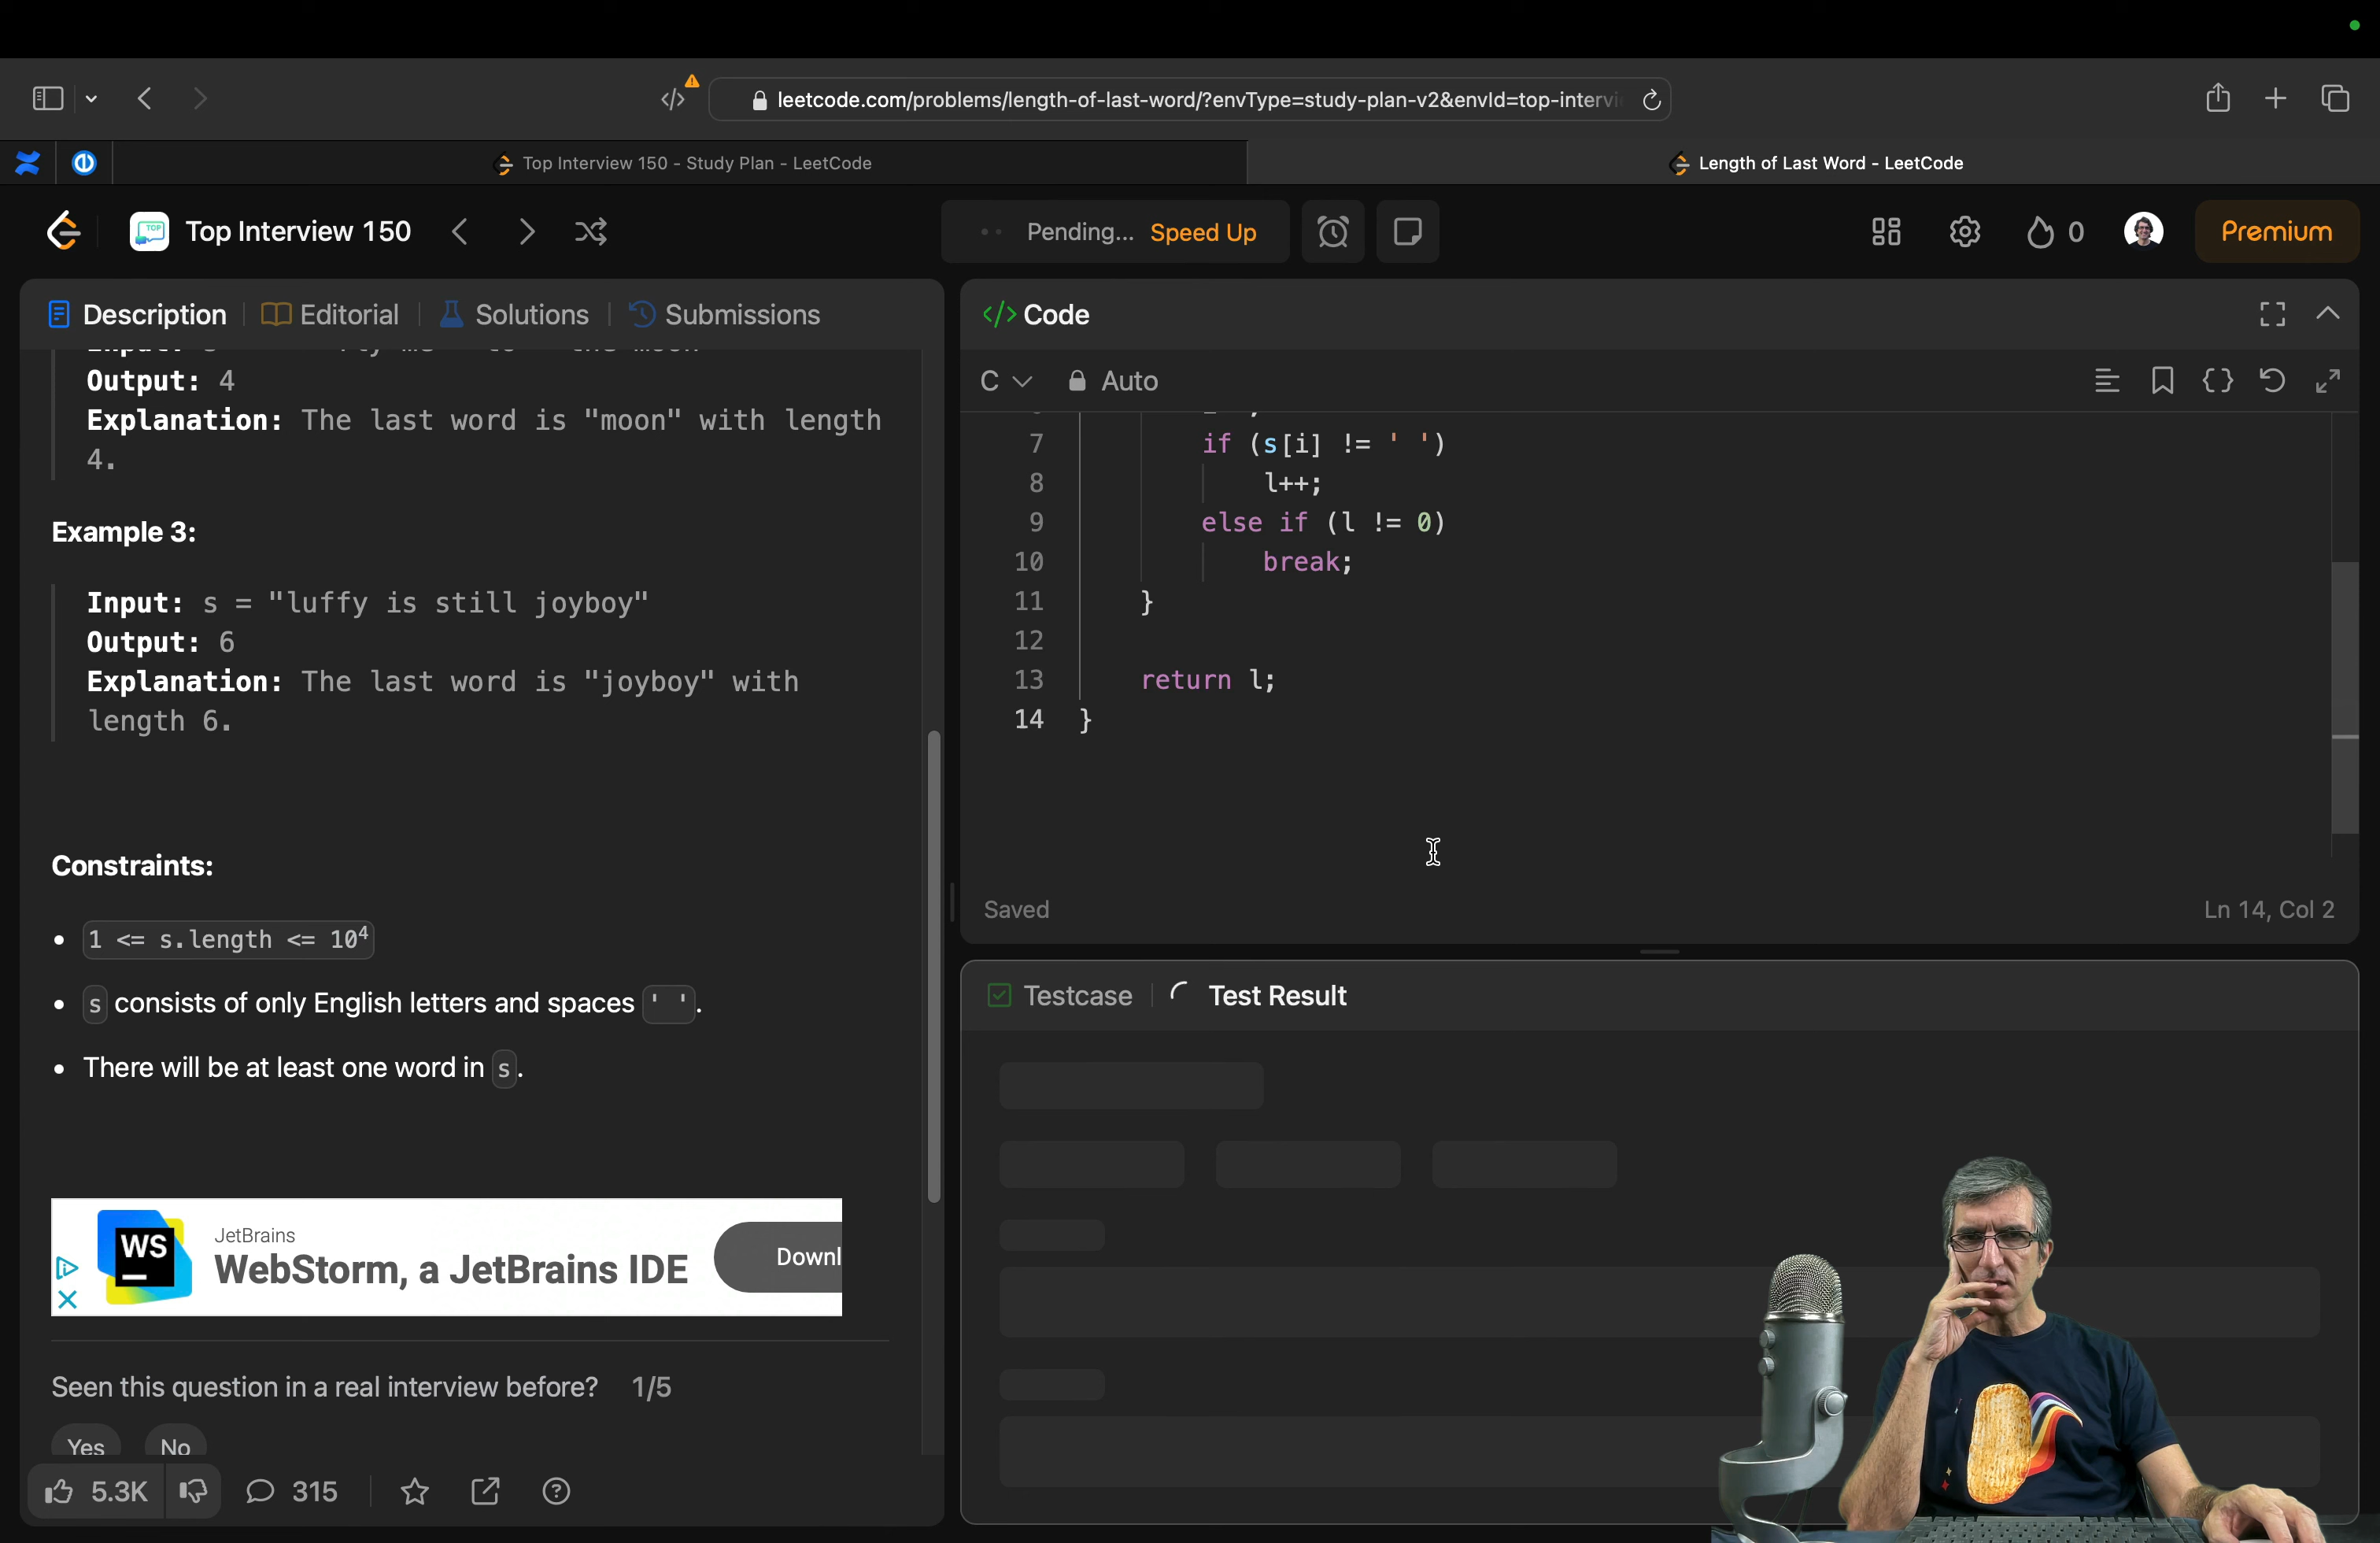 leetcode.com/problems/length-of-last-word/?envType=study-plan-v2&envId=top-intervi
Top Interview 150 - Study Plan - LeetCode
Length of Last Word - LeetCode
TOP
Top Interview 150
Pending... Speed Up
0
Premium
Description
Editorial
Solutions
Submissions
Output: 4
Explanation: The last word is "moon" with length
4.
Example 3:
Input: s = "luffy is still joyboy"
Output: 6
Explanation: The last word is "joyboy" with
length 6.
Constraints:
1 <= s.length <= 10⁴
s consists of only English letters and spaces ' '.
There will be at least one word in s.
WS
JetBrains
WebStorm, a JetBrains IDE
Downl
Seen this question in a real interview before? 1/5
Yes
No
5.3K
315
</> Code
C
Auto
7 if (s[i] != ' ')
8 l++;
9 else if (l != 0)
10 break;
11 }
12
13 return l;
14 }
Saved
Ln 14, Col 2
Testcase
Test Result